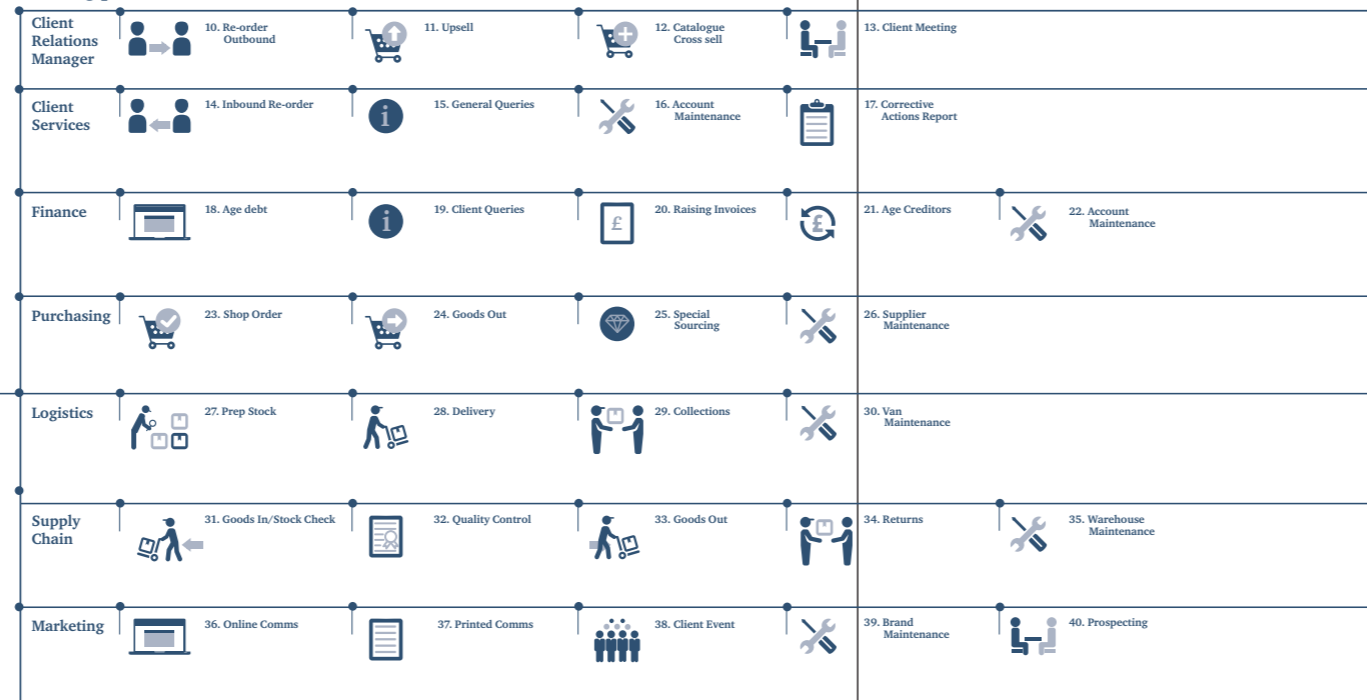 Client
Relations
Manager
10. Re-order
Outbound
11. Upsell
12. Catalogue
Cross sell
13. Client Meeting
Client
Services
14. Inbound Re-order
i
15. General Queries
16. Account
Maintenance
17. Corrective
Actions Report
Finance
18. Age debt
i
19. Client Queries
£
20. Raising Invoices
£
21. Age Creditors
22. Account
Maintenance
Purchasing
23. Shop Order
24. Goods Out
25. Special
Sourcing
26. Supplier
Maintenance
Logistics
27. Prep Stock
28. Delivery
29. Collections
30. Van
Maintenance
Supply
Chain
31. Goods In/Stock Check
32. Quality Control
33. Goods Out
34. Returns
35. Warehouse
Maintenance
Marketing
36. Online Comms
37. Printed Comms
38. Client Event
39. Brand
Maintenance
40. Prospecting